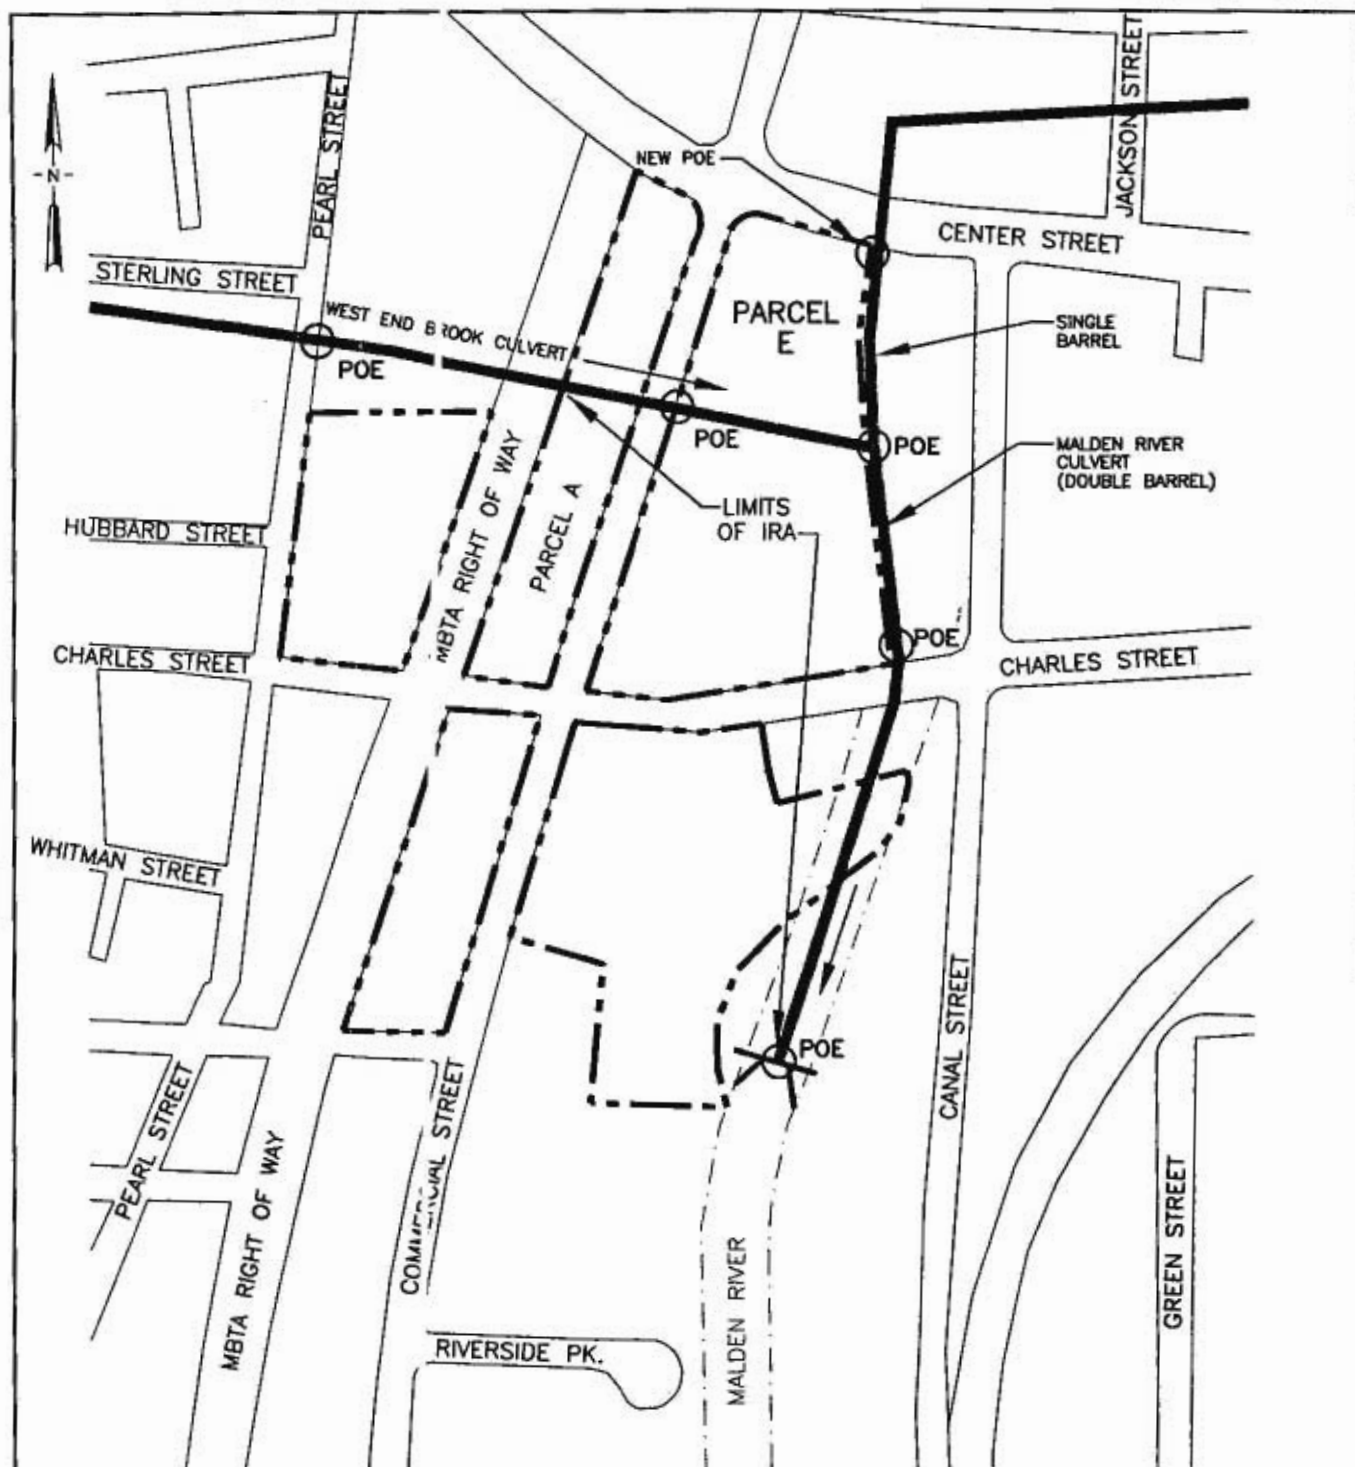 JACKSON STREET
PEARL STREET
NEW POE
N
CENTER STREET
STERLING STREET
WEST END BROOK CULVERT
PARCEL
E
SINGLE
BARREL
POE
POE
POE
MALDEN RIVER
CULVERT
(DOUBLE BARREL)
MBTA RIGHT OF WAY
PARCEL A
LIMITS
OF IRA
HUBBARD STREET
POE
CHARLES STREET
CHARLES STREET
WHITMAN STREET
CANAL STREET
POE
PEARL STREET
COMMERCIAL STREET
MBTA RIGHT OF WAY
MALDEN RIVER
GREEN STREET
RIVERSIDE PK.